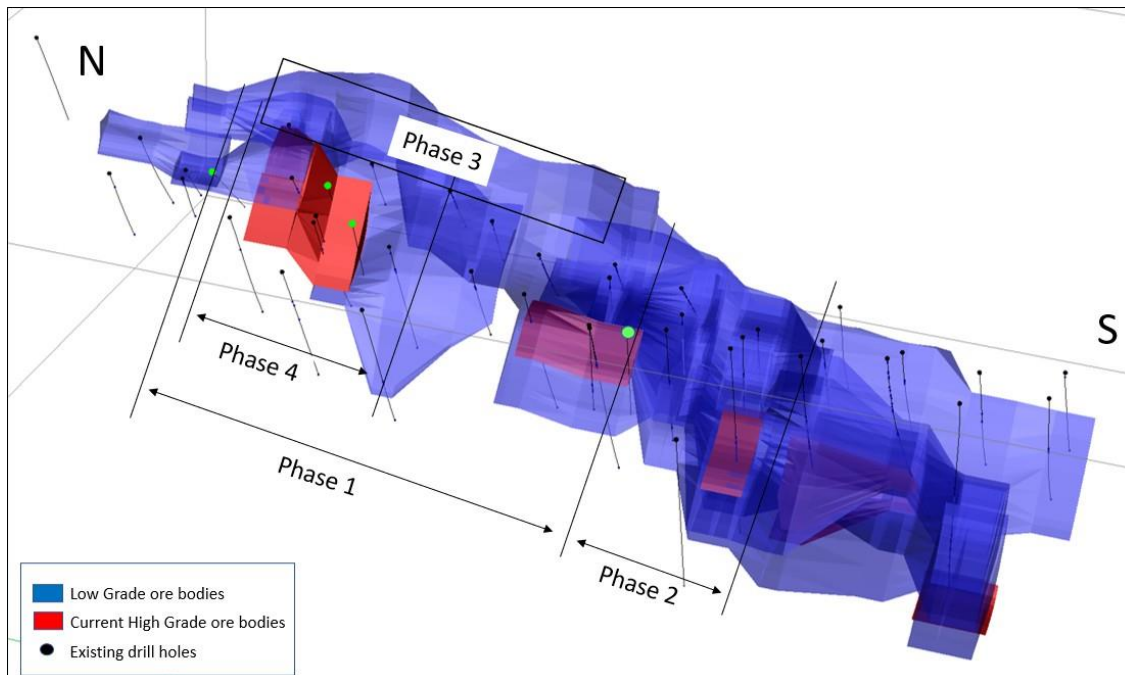 N
Phase 3
S
Phase 4
Phase 1
Phase 2
Low Grade ore bodies
Current High Grade ore bodies
Existing drill holes